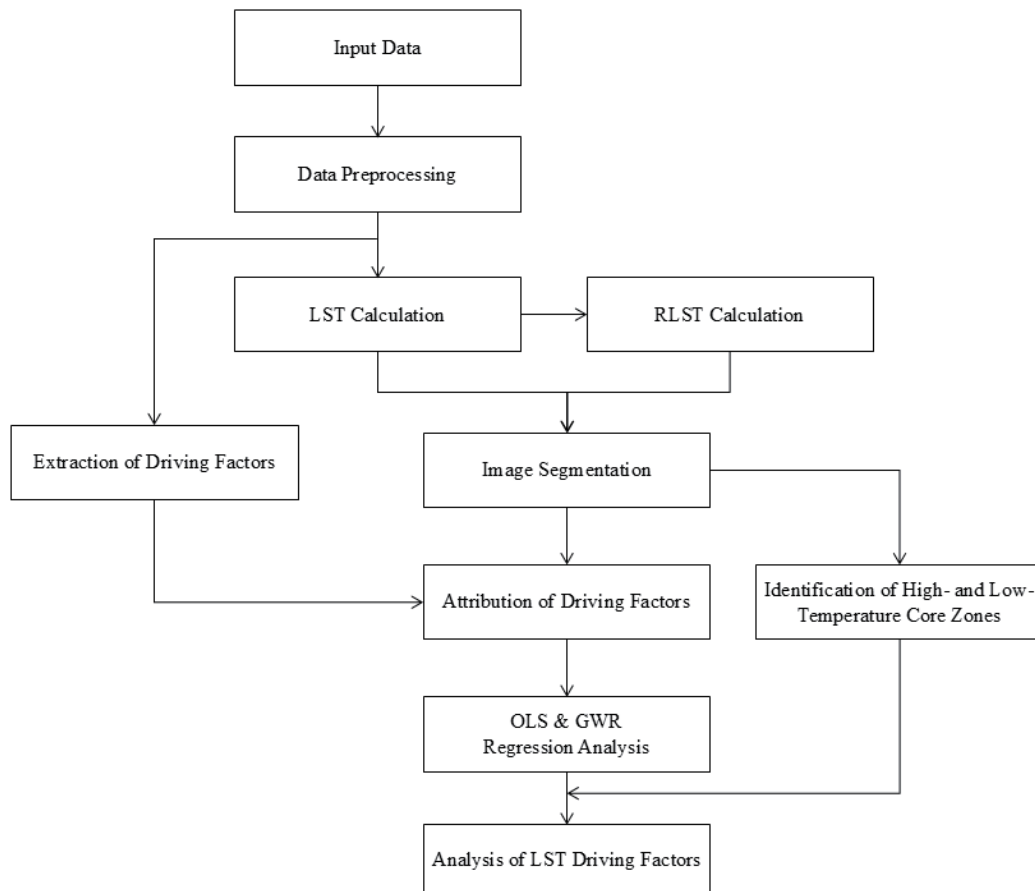 Input Data
Data Preprocessing
LST Calculation
RLST Calculation
Extraction of Driving Factors
Image Segmentation
Attribution of Driving Factors
Identification of High- and Low-
Temperature Core Zones
OLS & GWR
Regression Analysis
Analysis of LST Driving Factors